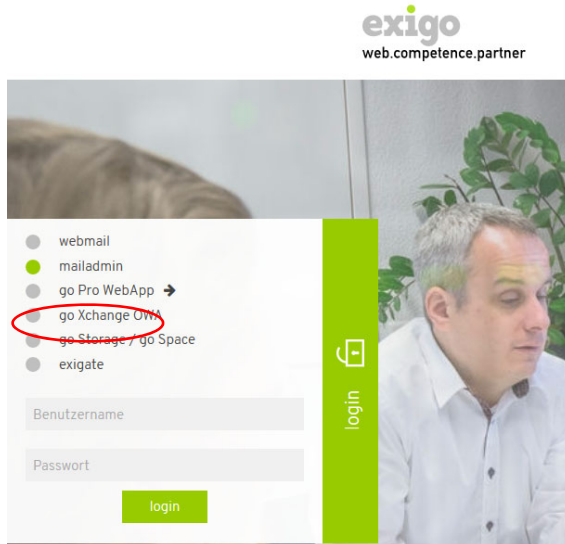 exigo
web.competence.partner
webmail
mailadmin
go Pro WebApp
go Xchange OWA
go Storage / go Space
exigate
login
Benutzername
Passwort
login